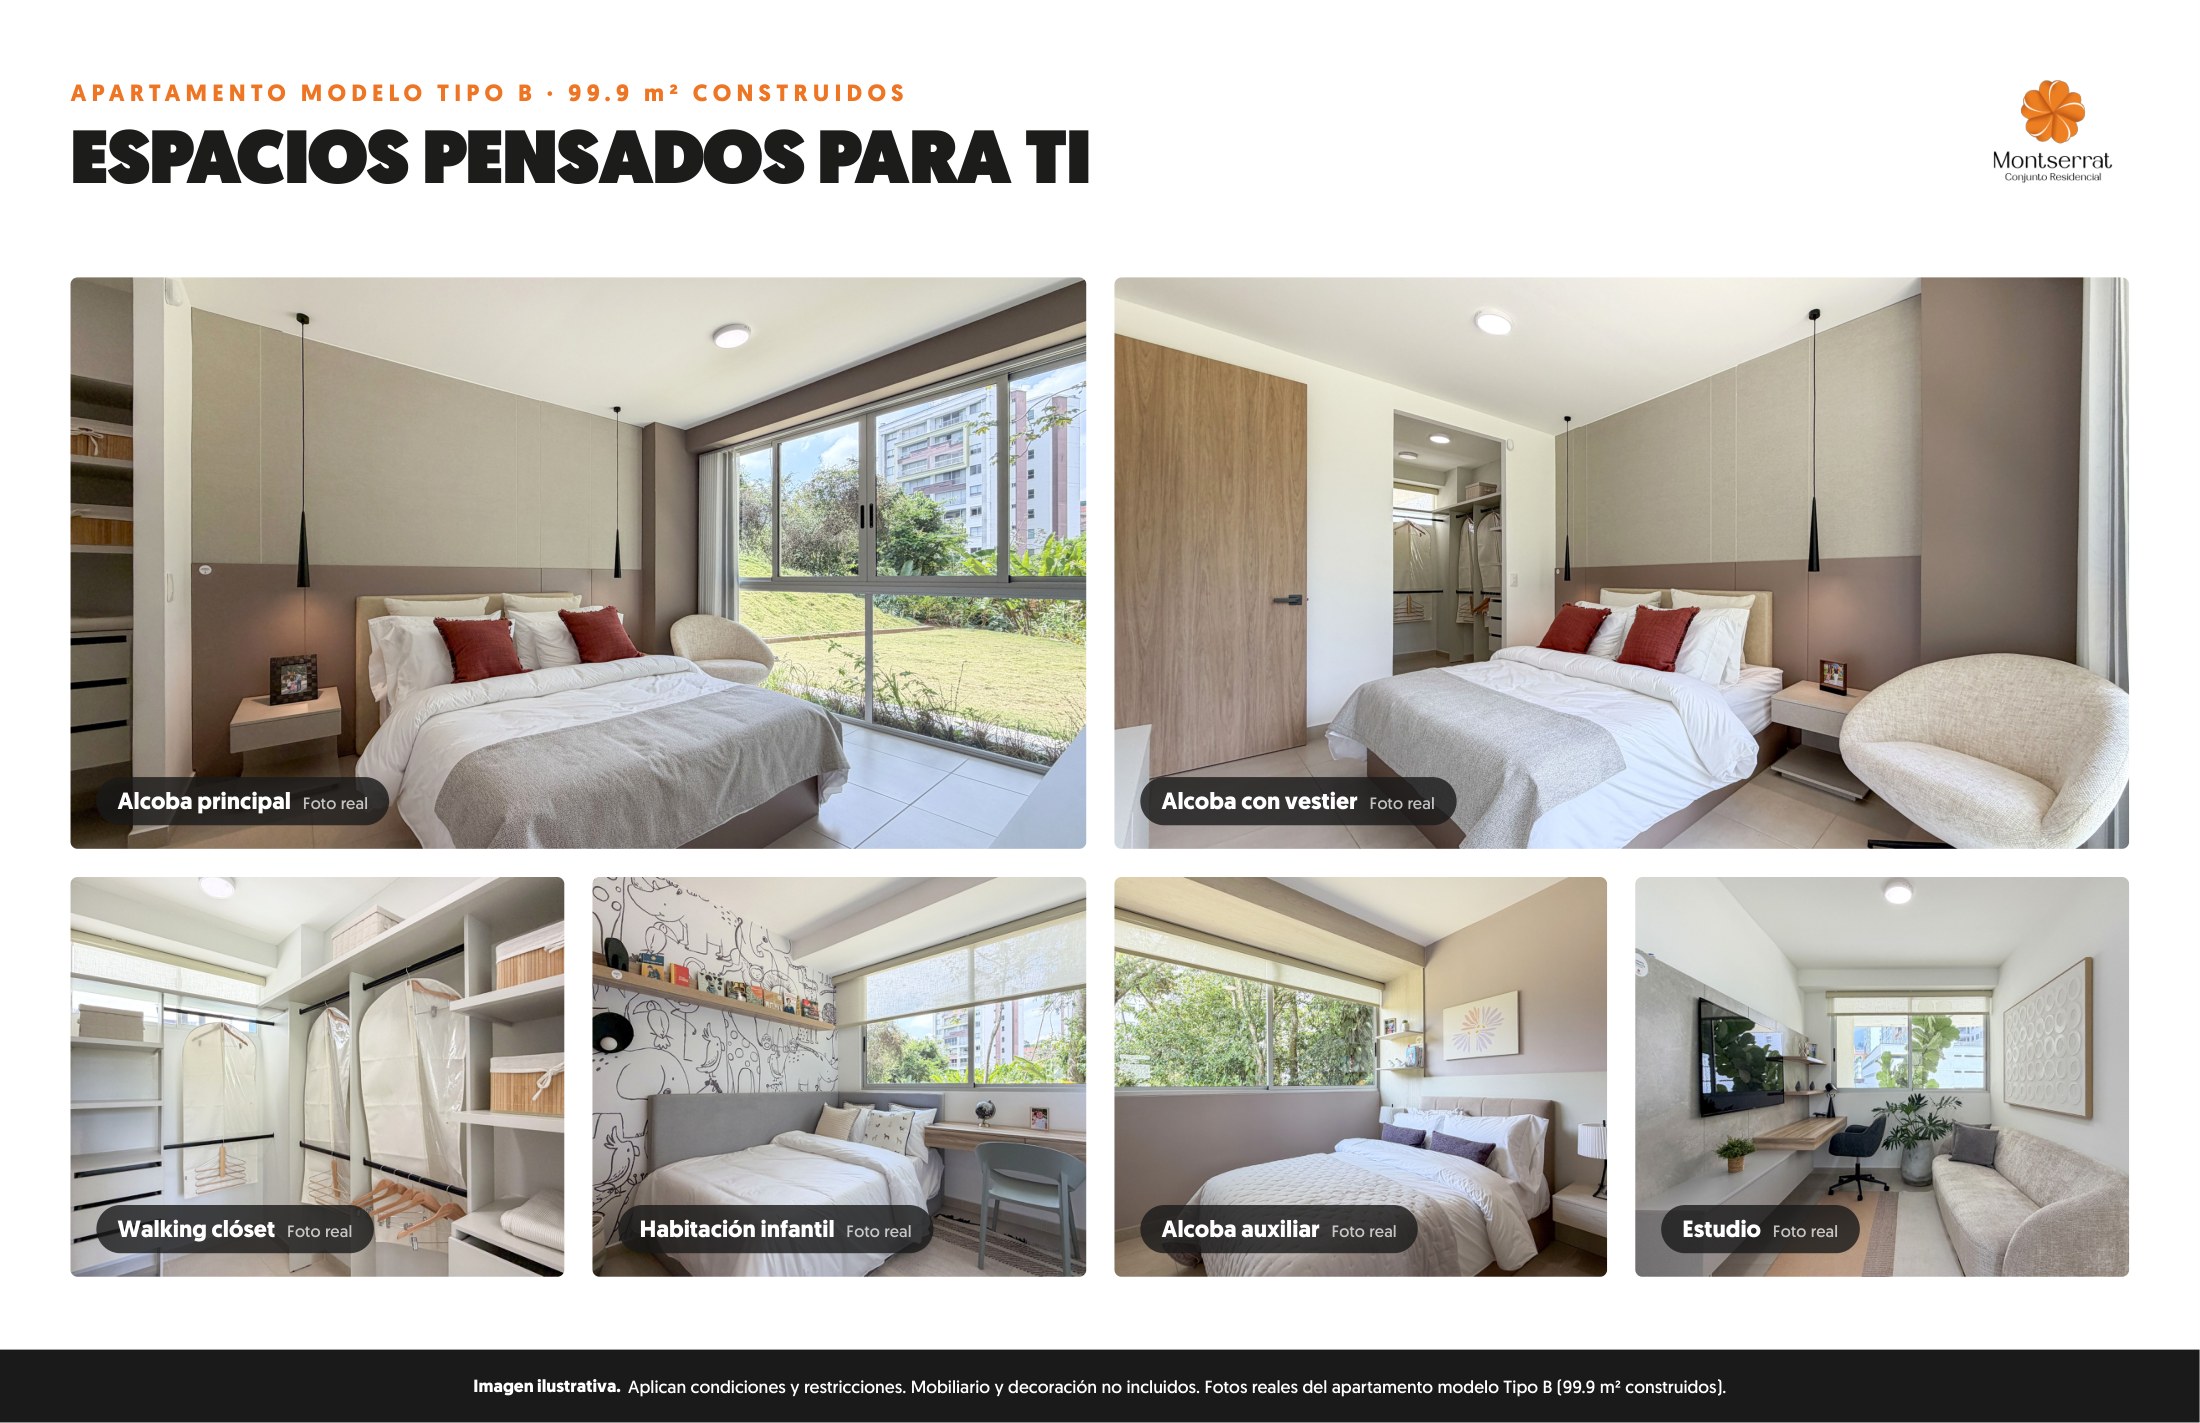 APARTAMENTO MODELO TIPO B · 99.9 m² CONSTRUIDOS
ESPACIOS PENSADOS PARA TI
Montserrat
Conjunto Residencial
Alcoba principal Foto real
Alcoba con vestier Foto real
Walking clóset Foto real
Habitación infantil Foto real
Alcoba auxiliar Foto real
Estudio Foto real
Imagen ilustrativa. Aplican condiciones y restricciones. Mobiliario y decoración no incluidos. Fotos reales del apartamento modelo Tipo B (99.9 m² construidos).